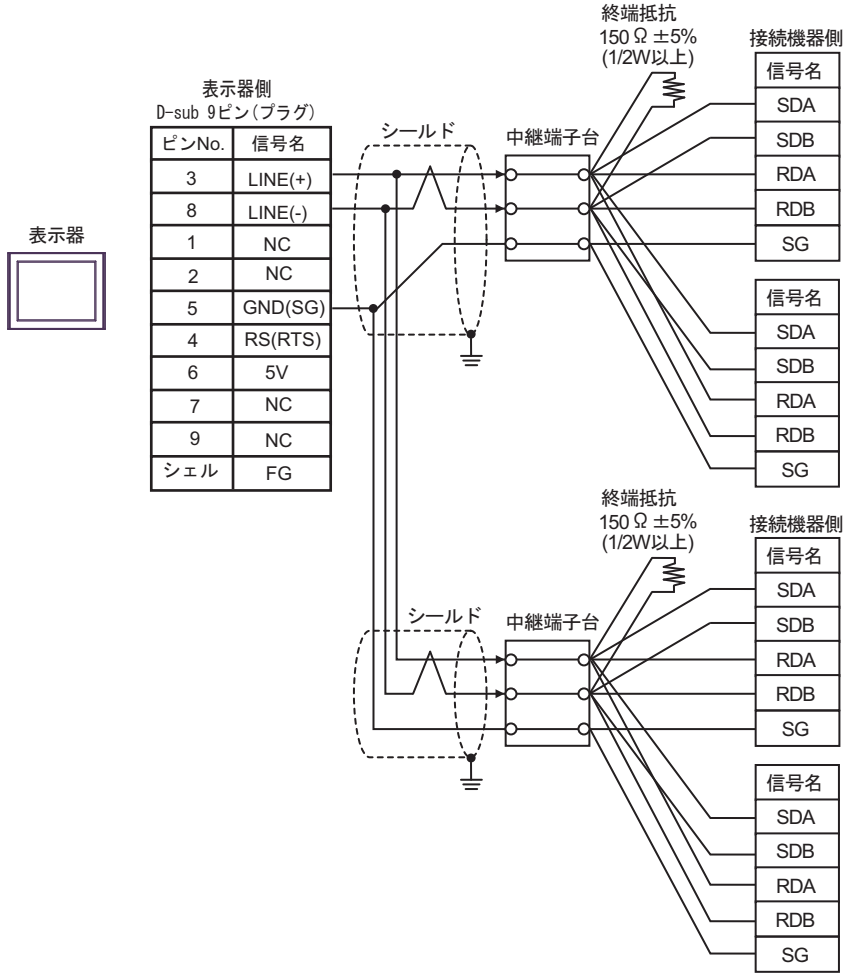 終端抵抗
150 Ω ±5%
(1/2W以上)
接続機器側
信号名
SDA
SDB
RDA
RDB
SG
表示器側
D-sub 9ピン(プラグ)
ピンNo. 信号名
3 LINE(+)
8 LINE(-)
1 NC
2 NC
5 GND(SG)
4 RS(RTS)
6 5V
7 NC
9 NC
シェル FG
表示器
シールド
中継端子台
信号名
SDA
SDB
RDA
RDB
SG
終端抵抗
150 Ω ±5%
(1/2W以上)
接続機器側
信号名
SDA
SDB
RDA
RDB
SG
シールド
中継端子台
信号名
SDA
SDB
RDA
RDB
SG